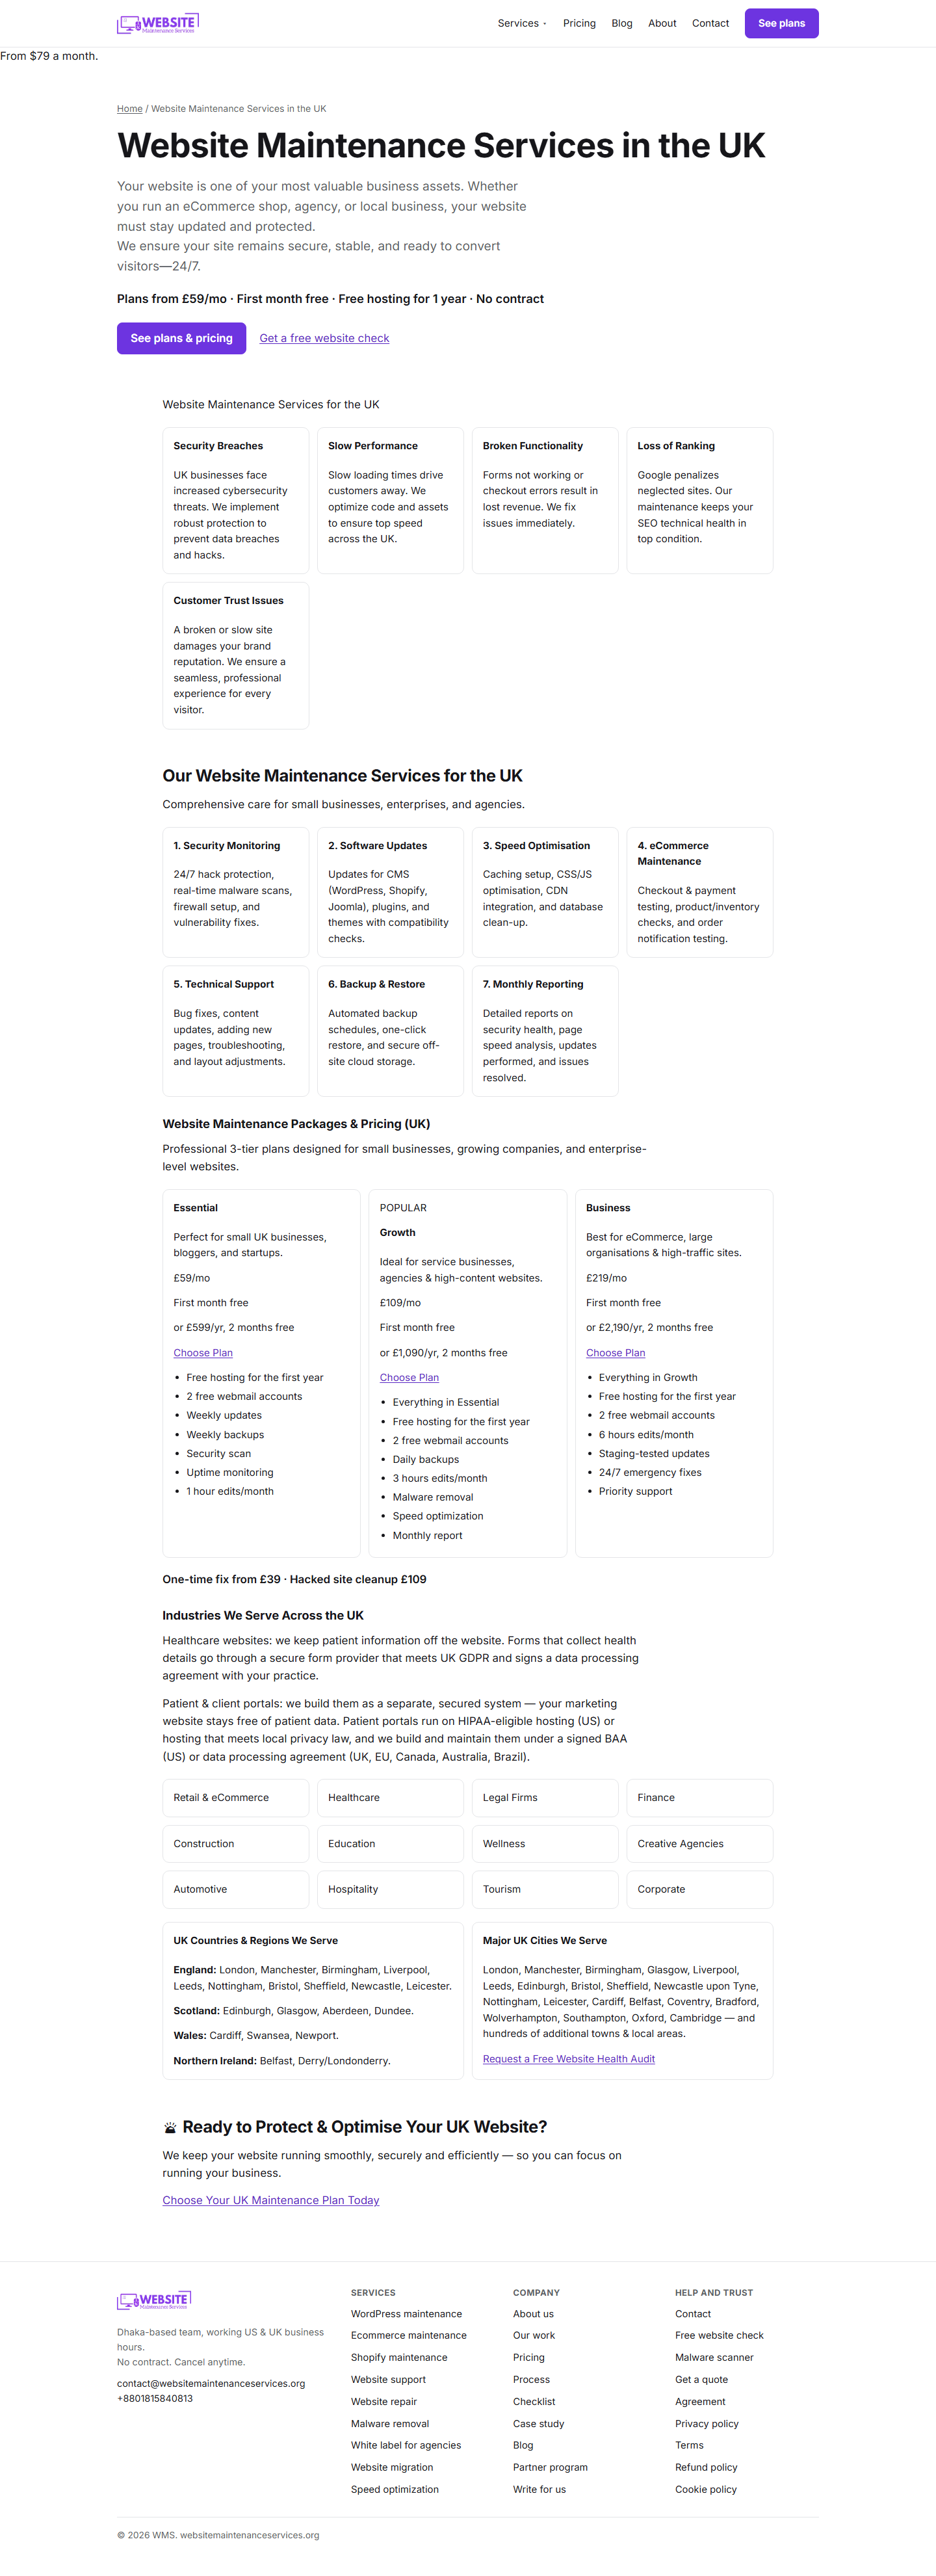 WEBSITE
Maintenance Services
Services
Pricing
Blog
About
Contact
See plans
From $79 a month.
Home / Website Maintenance Services in the UK
Website Maintenance Services in the UK
Your website is one of your most valuable business assets. Whether
you run an eCommerce shop, agency, or local business, your website
must stay updated and protected.
We ensure your site remains secure, stable, and ready to convert
visitors—24/7.
Plans from £59/mo · First month free · Free hosting for 1 year · No contract
See plans & pricing
Get a free website check
Website Maintenance Services for the UK
Security Breaches
UK businesses face
increased cybersecurity
threats. We implement
robust protection to
prevent data breaches
and hacks.
Slow Performance
Slow loading times drive
customers away. We
optimize code and assets
to ensure top speed
across the UK.
Broken Functionality
Forms not working or
checkout errors result in
lost revenue. We fix
issues immediately.
Loss of Ranking
Google penalizes
neglected sites. Our
maintenance keeps your
SEO technical health in
top condition.
Customer Trust Issues
A broken or slow site
damages your brand
reputation. We ensure a
seamless, professional
experience for every
visitor.
Our Website Maintenance Services for the UK
Comprehensive care for small businesses, enterprises, and agencies.
1. Security Monitoring
24/7 hack protection,
real-time malware scans,
firewall setup, and
vulnerability fixes.
2. Software Updates
Updates for CMS
(WordPress, Shopify,
Joomla), plugins, and
themes with compatibility
checks.
3. Speed Optimisation
Caching setup, CSS/JS
optimisation, CDN
integration, and database
clean-up.
4. eCommerce
Maintenance
Checkout & payment
testing, product/inventory
checks, and order
notification testing.
5. Technical Support
Bug fixes, content
updates, adding new
pages, troubleshooting,
and layout adjustments.
6. Backup & Restore
Automated backup
schedules, one-click
restore, and secure off-
site cloud storage.
7. Monthly Reporting
Detailed reports on
security health, page
speed analysis, updates
performed, and issues
resolved.
Website Maintenance Packages & Pricing (UK)
Professional 3-tier plans designed for small businesses, growing companies, and enterprise-
level websites.
Essential
Perfect for small UK businesses,
bloggers, and startups.
£59/mo
First month free
or £599/yr, 2 months free
Choose Plan
• Free hosting for the first year
• 2 free webmail accounts
• Weekly updates
• Weekly backups
• Security scan
• Uptime monitoring
• 1 hour edits/month
POPULAR
Growth
Ideal for service businesses,
agencies & high-content websites.
£109/mo
First month free
or £1,090/yr, 2 months free
Choose Plan
• Everything in Essential
• Free hosting for the first year
• 2 free webmail accounts
• Daily backups
• 3 hours edits/month
• Malware removal
• Speed optimization
• Monthly report
Business
Best for eCommerce, large
organisations & high-traffic sites.
£219/mo
First month free
or £2,190/yr, 2 months free
Choose Plan
• Everything in Growth
• Free hosting for the first year
• 2 free webmail accounts
• 6 hours edits/month
• Staging-tested updates
• 24/7 emergency fixes
• Priority support
One-time fix from £39 · Hacked site cleanup £109
Industries We Serve Across the UK
Healthcare websites: we keep patient information off the website. Forms that collect health
details go through a secure form provider that meets UK GDPR and signs a data processing
agreement with your practice.
Patient & client portals: we build them as a separate, secured system — your marketing
website stays free of patient data. Patient portals run on HIPAA-eligible hosting (US) or
hosting that meets local privacy law, and we build and maintain them under a signed BAA
(US) or data processing agreement (UK, EU, Canada, Australia, Brazil).
Retail & eCommerce
Healthcare
Legal Firms
Finance
Construction
Education
Wellness
Creative Agencies
Automotive
Hospitality
Tourism
Corporate
UK Countries & Regions We Serve
England: London, Manchester, Birmingham, Liverpool,
Leeds, Nottingham, Bristol, Sheffield, Newcastle, Leicester.
Scotland: Edinburgh, Glasgow, Aberdeen, Dundee.
Wales: Cardiff, Swansea, Newport.
Northern Ireland: Belfast, Derry/Londonderry.
Major UK Cities We Serve
London, Manchester, Birmingham, Glasgow, Liverpool,
Leeds, Edinburgh, Bristol, Sheffield, Newcastle upon Tyne,
Nottingham, Leicester, Cardiff, Belfast, Coventry, Bradford,
Wolverhampton, Southampton, Oxford, Cambridge — and
hundreds of additional towns & local areas.
Request a Free Website Health Audit
Ready to Protect & Optimise Your UK Website?
We keep your website running smoothly, securely and efficiently — so you can focus on
running your business.
Choose Your UK Maintenance Plan Today
WEBSITE
Maintenance Services
Dhaka-based team, working US & UK business
hours.
No contract. Cancel anytime.
contact@websitemaintenanceservices.org
+8801815840813
SERVICES
WordPress maintenance
Ecommerce maintenance
Shopify maintenance
Website support
Website repair
Malware removal
White label for agencies
Website migration
Speed optimization
COMPANY
About us
Our work
Pricing
Process
Checklist
Case study
Blog
Partner program
Write for us
HELP AND TRUST
Contact
Free website check
Malware scanner
Get a quote
Agreement
Privacy policy
Terms
Refund policy
Cookie policy
© 2026 WMS. websitemaintenanceservices.org